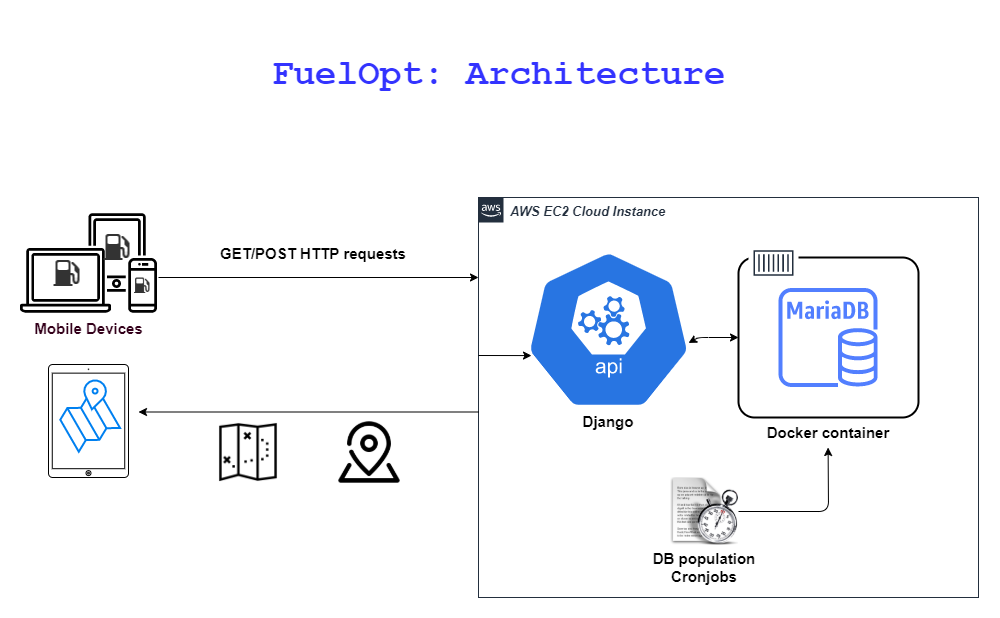 FuelOpt: Architecture
aws
AWS EC2 Cloud Instance
GET/POST HTTP requests
Mobile Devices
MariaDB
api
Django
Docker container
DB population
Cronjobs